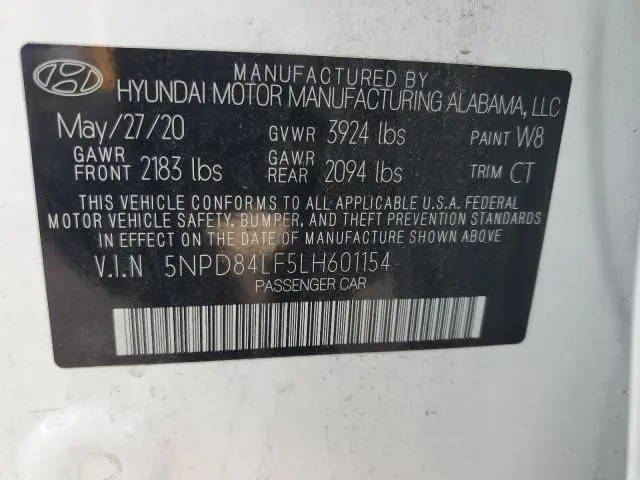 MANUFACTURED BY
HYUNDAI MOTOR MANUFACTURING ALABAMA, LLC
May/27/20 GVWR 3924 lbs PAINT W8
GAWR FRONT 2183 lbs GAWR REAR 2094 lbs TRIM CT
THIS VEHICLE CONFORMS TO ALL APPLICABLE U.S.A. FEDERAL
MOTOR VEHICLE SAFETY, BUMPER, AND THEFT PREVENTION STANDARDS
IN EFFECT ON THE DATE OF MANUFACTURE SHOWN ABOVE
V.I.N 5NPD84LF5LH601154
PASSENGER CAR